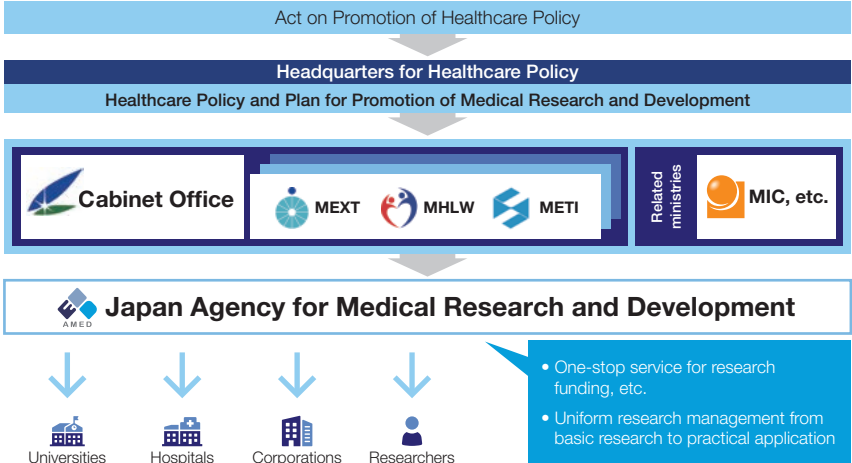 Act on Promotion of Healthcare Policy
Headquarters for Healthcare Policy
Healthcare Policy and Plan for Promotion of Medical Research and Development
Cabinet Office
MEXT
MHLW
METI
Related
ministries
MIC, etc.
AMED
Japan Agency for Medical Research and Development
Universities
Hospitals
Corporations
Researchers
• One-stop service for research
funding, etc.
• Uniform research management from
basic research to practical application